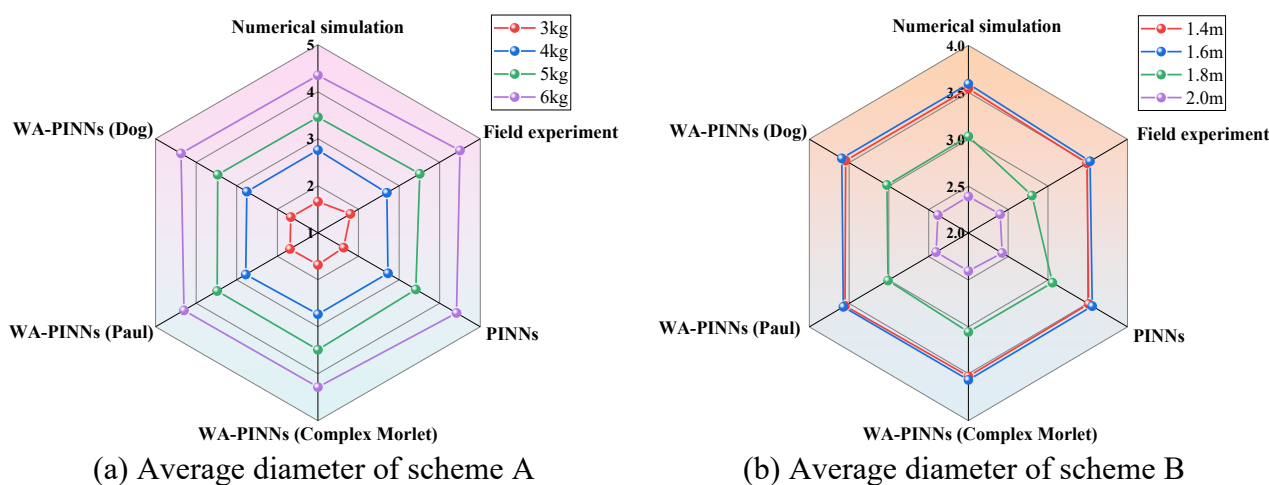 Numerical simulation
5
4
3
2
1
3kg
4kg
5kg
6kg
WA-PINNs (Dog)
Field experiment
WA-PINNs (Paul)
PINNs
WA-PINNs (Complex Morlet)
(a) Average diameter of scheme A
Numerical simulation
4.0
3.5
3.0
2.5
2.0
1.4m
1.6m
1.8m
2.0m
WA-PINNs (Dog)
Field experiment
WA-PINNs (Paul)
PINNs
WA-PINNs (Complex Morlet)
(b) Average diameter of scheme B